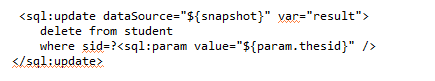 <sql:update dataSource="${snapshot}" var="result">
delete from student
where sid=?<sql:param value="${param.thesid}" />
</sql:update>